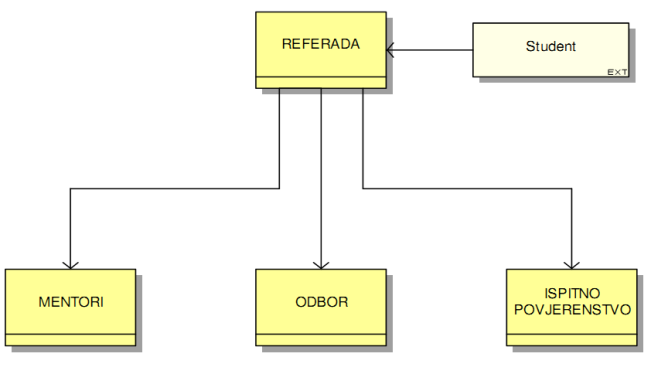 REFERADA
Student
EXT
MENTORI
ODBOR
ISPITNO
POVJERENSTVO